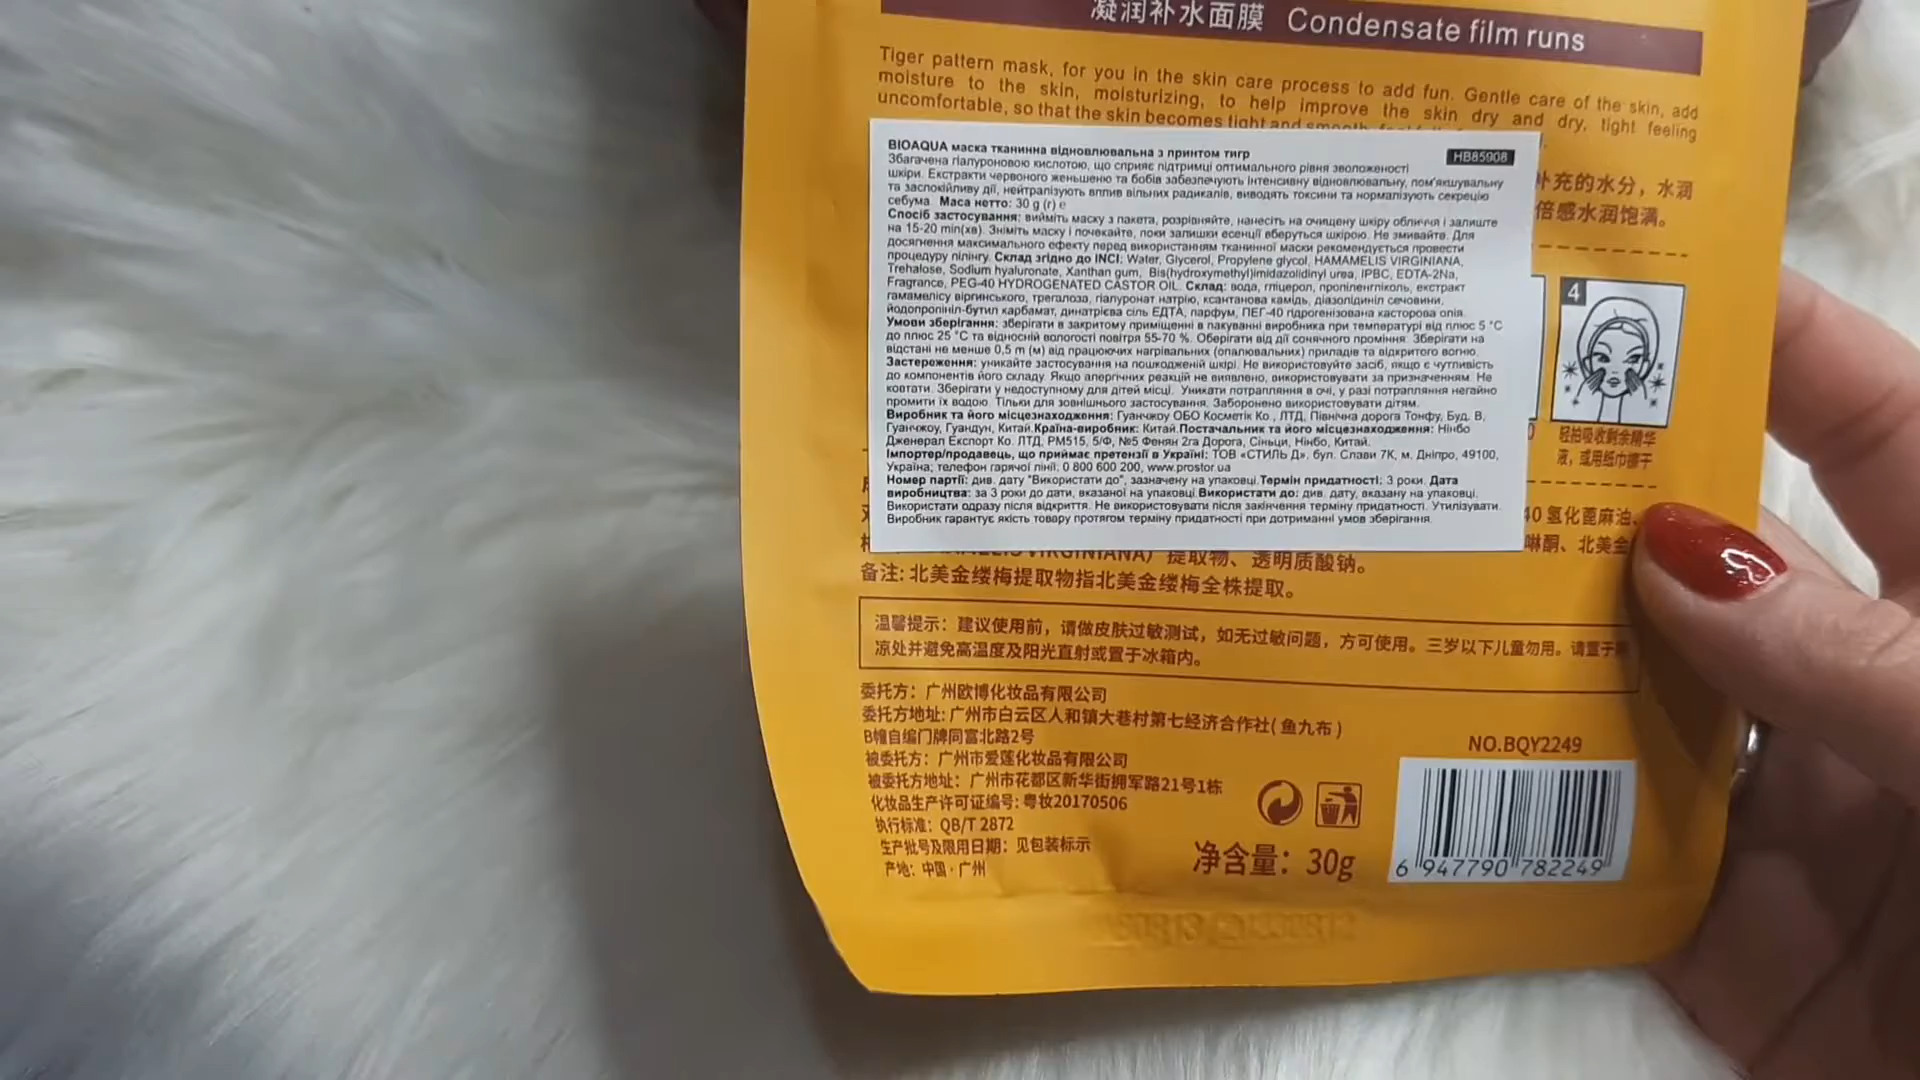 凝润补水面膜 Condensate film runs
Tiger pattern mask, for you in the skin care process to add fun. Gentle care of the skin, add
moisture to the skin, moisturizing, to help improve the skin dry and dry, tight feeling
uncomfortable, so that the skin becomes tight and smooth,
补充的水分，水润
倍感水润饱满。
BIOAQUA маска тканинна відновлювальна з принтом тигр
HB85908
Збагачена гіалуроновою кислотою, що сприяє підтримці оптимального рівня зволоженості
шкіри. Екстракти червоного женьшеню та бобів забезпечують інтенсивну відновлювальну, пом'якшувальну
та заспокійливу дії, нейтралізують вплив вільних радикалів, виводять токсини та нормалізують секрецію
себума. Маса нетто: 30 g (г) е
Спосіб застосування: вийміть маску з пакета, розрівняйте, нанесіть на очищену шкіру обличчя і залиште
на 15-20 min(хв). Зніміть маску і почекайте, поки залишки есенції вберуться шкірою. Не змивайте. Для
досягнення максимального ефекту перед використанням тканинної маски рекомендується провести
процедуру пілінгу. Склад згідно до INCI: Water, Glycerol, Propylene glycol, HAMAMELIS VIRGINIANA,
Trehalose, Sodium hyaluronate, Xanthan gum, Bis(hydroxymethyl)imidazolidinyl urea, IPBC, EDTA-2Na,
Fragrance, PEG-40 HYDROGENATED CASTOR OIL. Склад: вода, гліцерол, пропіленгліколь, екстракт
гамамелісу віргинського, трегалоза, гіалуронат натрію, ксантанова камідь, діазолідініл сечовини,
йодопропініл-бутил карбамат, динатрієва сіль ЕДТА, парфум, ПЕГ-40 гідрогенізована касторова олія.
Умови зберігання: зберігати в закритому приміщенні в пакуванні виробника при температурі від плюс 5 °C
до плюс 25 °C та відносній вологості повітря 55-70 %. Оберігати від дії сонячного проміння. Зберігати на
відстані не менше 0,5 m (м) від працюючих нагрівальних (опалювальних) приладів та відкритого вогню.
Застереження: уникайте застосування на пошкодженій шкірі. Не використовуйте засіб, якщо є чутливість
до компонентів його складу. Якщо алергічних реакцій не виявлено, використовувати за призначенням. Не
ковтати. Зберігати у недоступному для дітей місці. Уникати потрапляння в очі, у разі потрапляння негайно
промити їх водою. Тільки для зовнішнього застосування. Заборонено використовувати дітям.
Виробник та його місцезнаходження: Гуанчжоу ОБО Косметік Ко., ЛТД, Північна дорога Тонфу, Буд. В,
Гуанчжоу, Гуандун, Китай.Країна-виробник: Китай.Постачальник та його місцезнаходження: Нінбо
Дженерал Експорт Ко. ЛТД, РМ515, 5/Ф, №5 Фенян 2га Дорога, Сіньци, Нінбо, Китай.
Імпортер/продавець, що приймає претензії в Україні: ТОВ «СТИЛЬ Д», бул. Слави 7К, м. Дніпро, 49100,
Україна; телефон гарячої лінії: 0 800 600 200, www.prostor.ua
Номер партії: див. дату "Використати до", зазначену на упаковці.Термін придатності: 3 роки. Дата
виробництва: за 3 роки до дати, вказаної на упаковці.Використати до: див. дату, вказану на упаковці.
Використати одразу після відкриття. Не використовувати після закінчення терміну придатності. Утилізувати.
Виробник гарантує якість товару протягом терміну придатності при дотриманні умов зберігання.
4
轻拍吸收剩余精华
液，或用纸巾擦干
40 氢化蓖麻油、
啉酮、北美金
HAMAMELIS VIRGINIANA）提取物、透明质酸钠。
备注: 北美金缕梅提取物指北美金缕梅全株提取。
温馨提示：建议使用前，请做皮肤过敏测试，如无过敏问题，方可使用。三岁以下儿童勿用。请置于
凉处并避免高温度及阳光直射或置于冰箱内。
委托方：广州欧博化妆品有限公司
委托方地址: 广州市白云区人和镇大巷村第七经济合作社( 鱼九布 )
B幢自编门牌同富北路2号
被委托方：广州市爱莲化妆品有限公司
被委托方地址：广州市花都区新华街拥军路21号1栋
化妆品生产许可证编号: 粤妆20170506
执行标准：QB/T 2872
生产批号及限用日期：见包装标示
产地：中国·广州
净含量：30g
NO.BQY2249
6 947790 782249